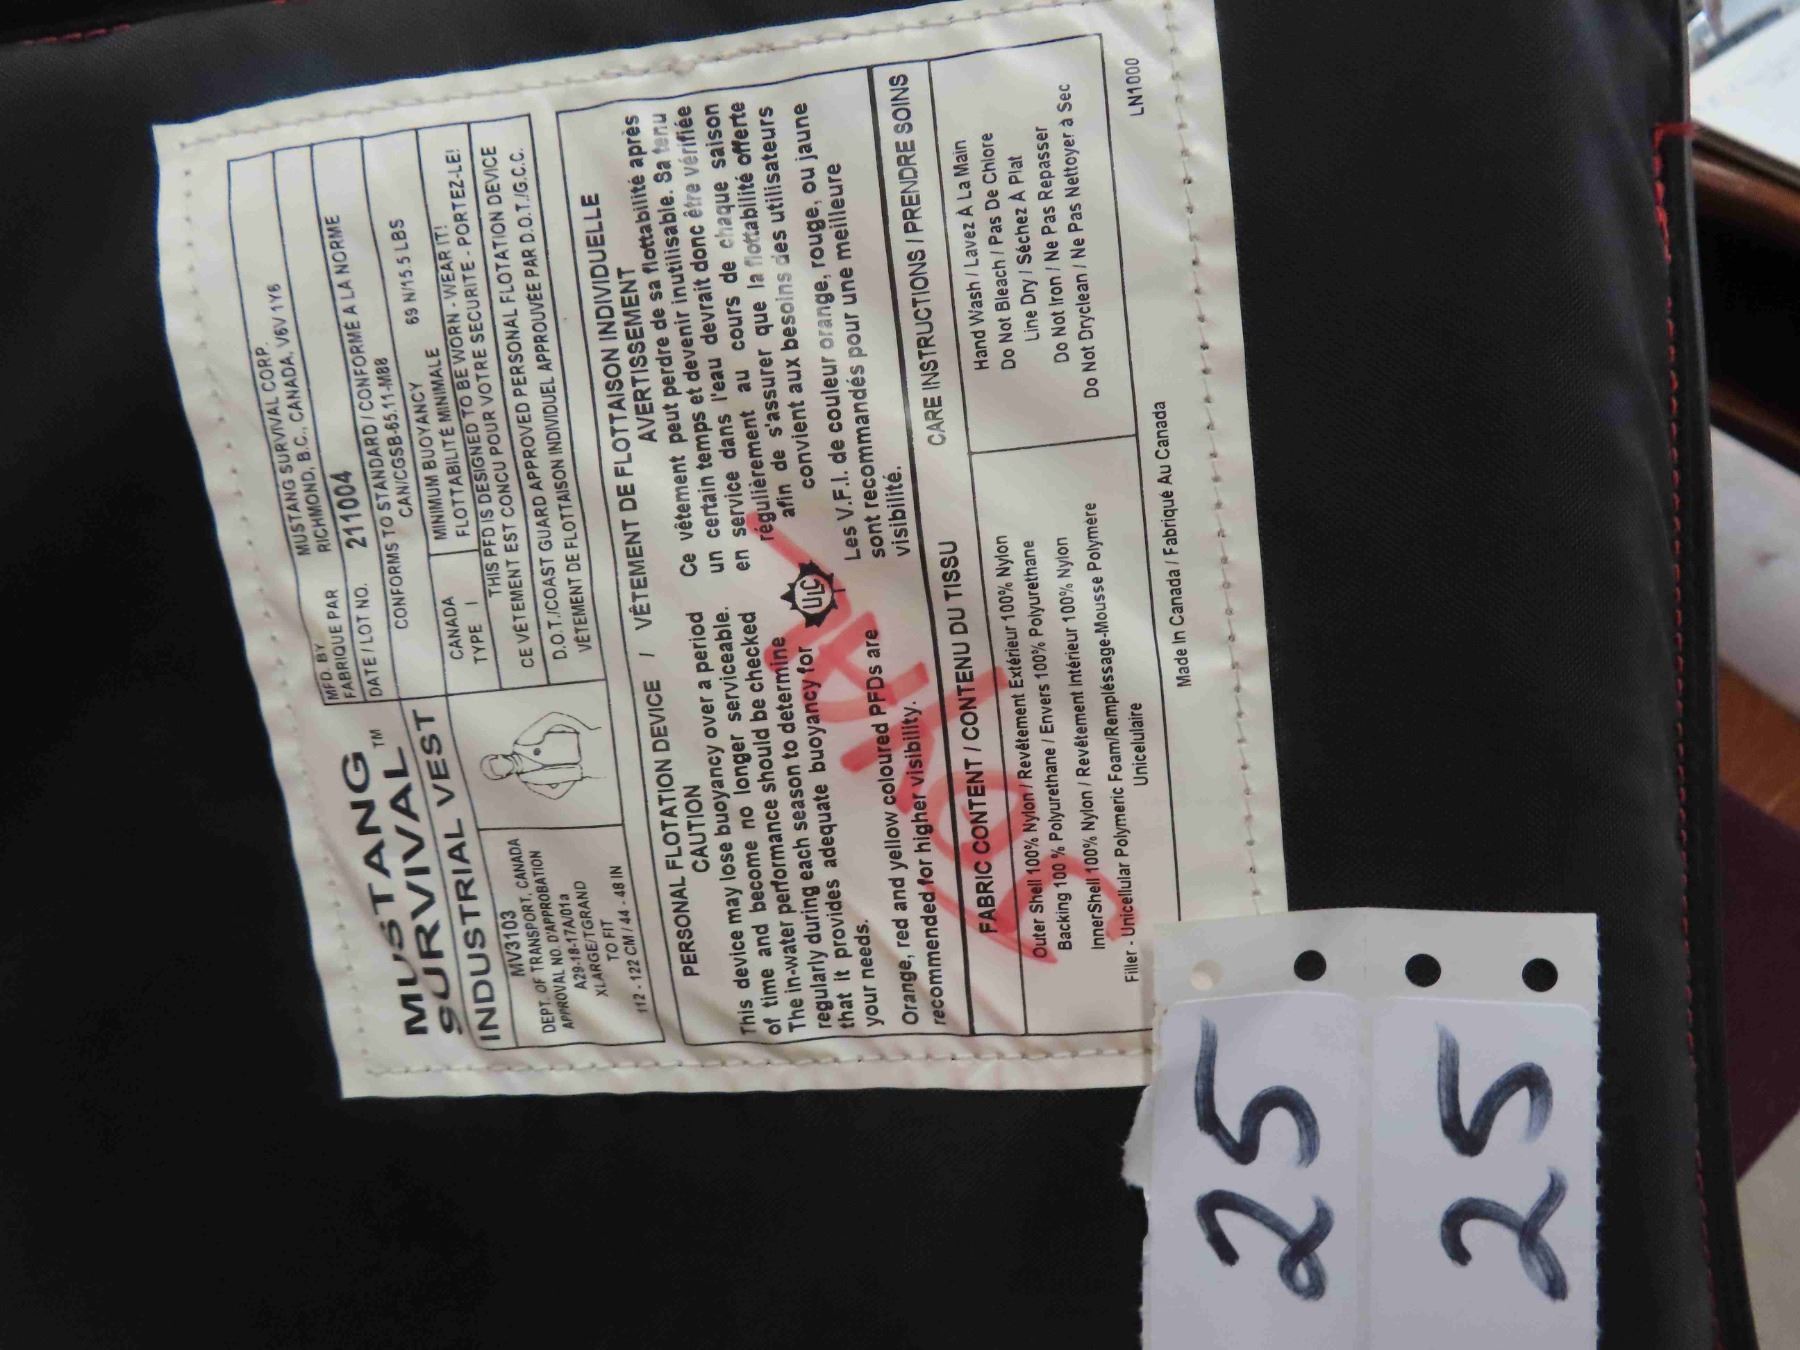 MUSTANG
SURVIVAL™
INDUSTRIAL VEST
MFD. BY
FABRIQUE PAR
MUSTANG SURVIVAL CORP.
RICHMOND, B.C., CANADA, V6V 1Y6
DATE / LOT NO. 211004
CONFORMS TO STANDARD / CONFORME A LA NORME
CAN/CGSB-65.11-M88
CANADA
TYPE I
MINIMUM BUOYANCY
FLOTTABILITÉ MINIMALE
69 N/15.5 LBS
THIS PFD IS DESIGNED TO BE WORN - WEAR IT!
CE VÊTEMENT EST CONCU POUR VOTRE SECURITE - PORTEZ-LE!
D.O.T./COAST GUARD APPROVED PERSONAL FLOTATION DEVICE
VÊTEMENT DE FLOTTAISON INDIVIDUEL APPROUVÉE PAR D.O.T./G.C.C.
MV3103
DEPT. OF TRANSPORT, CANADA
APPROVAL NO. D'APPROBATION
A29-18-17A/01a
XLARGE/TGRAND
TO FIT
112 - 122 CM / 44 - 48 IN
PERSONAL FLOTATION DEVICE / VÊTEMENT DE FLOTTAISON INDIVIDUELLE
CAUTION
This device may lose buoyancy over a period
of time and become no longer serviceable.
The in-water performance should be checked
regularly during each season to determine
that it provides adequate buoyancy for
your needs.
Orange, red and yellow coloured PFDs are
recommended for higher visibility.
AVERTISSEMENT
Ce vêtement peut perdre de sa flottabilité après
un certain temps et devenir inutilisable. Sa tenu
en service dans l'eau devrait donc être vérifiée
régulièrement au cours de chaque saison
afin de s'assurer que la flottabilité offerte
convient aux besoins des utilisateurs
Les V.F.I. de couleur orange, rouge, ou jaune
sont recommandés pour une meilleure
visibilité.
ULC
FABRIC CONTENT / CONTENU DU TISSU
Outer Shell 100% Nylon / Revêtement Extérieur 100% Nylon
Backing 100 % Polyurethane / Envers 100% Polyurethane
InnerShell 100% Nylon / Revêtement Intérieur 100% Nylon
Filler - Unicellular Polymeric Foam/Rempléssage-Mousse Polymère
Unicelulaire
CARE INSTRUCTIONS / PRENDRE SOINS
Hand Wash / Lavez À La Main
Do Not Bleach / Pas De Chlore
Line Dry / Séchez À Plat
Do Not Iron / Ne Pas Repasser
Do Not Dryclean / Ne Pas Nettoyer à Sec
Made In Canada / Fabriqué Au Canada
LN1000
25
25